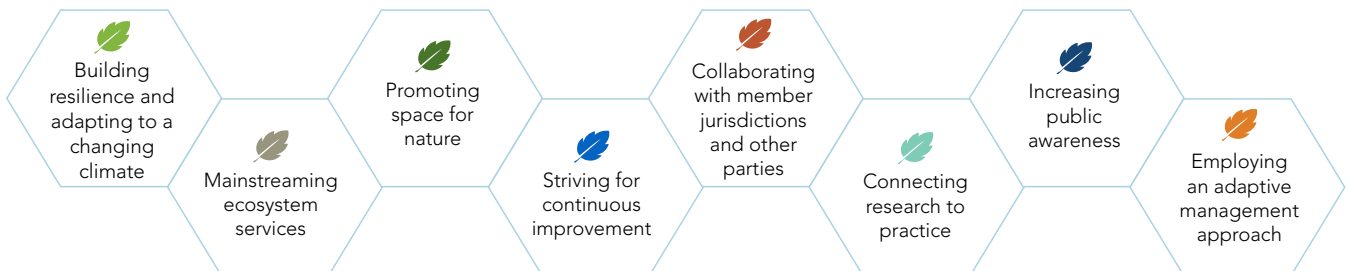 Building
resilience and
adapting to a
changing
climate
Mainstreaming
ecosystem
services
Promoting
space for
nature
Striving for
continuous
improvement
Collaborating
with member
jurisdictions
and other
parties
Connecting
research to
practice
Increasing
public
awareness
Employing
an adaptive
management
approach